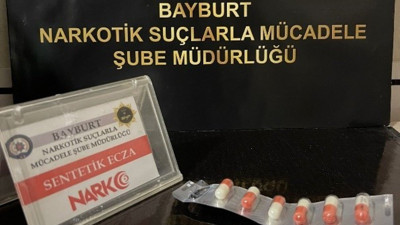 BAYBURT
NARKOTİK SUÇLARLA MÜCADELE
ŞUBE MÜDÜRLÜĞÜ
BAYBURT
NARKOTİK SUÇLARLA
MÜCADELE ŞUBE MÜDÜRLÜĞÜ
SENTETİK ECZA
NARKO